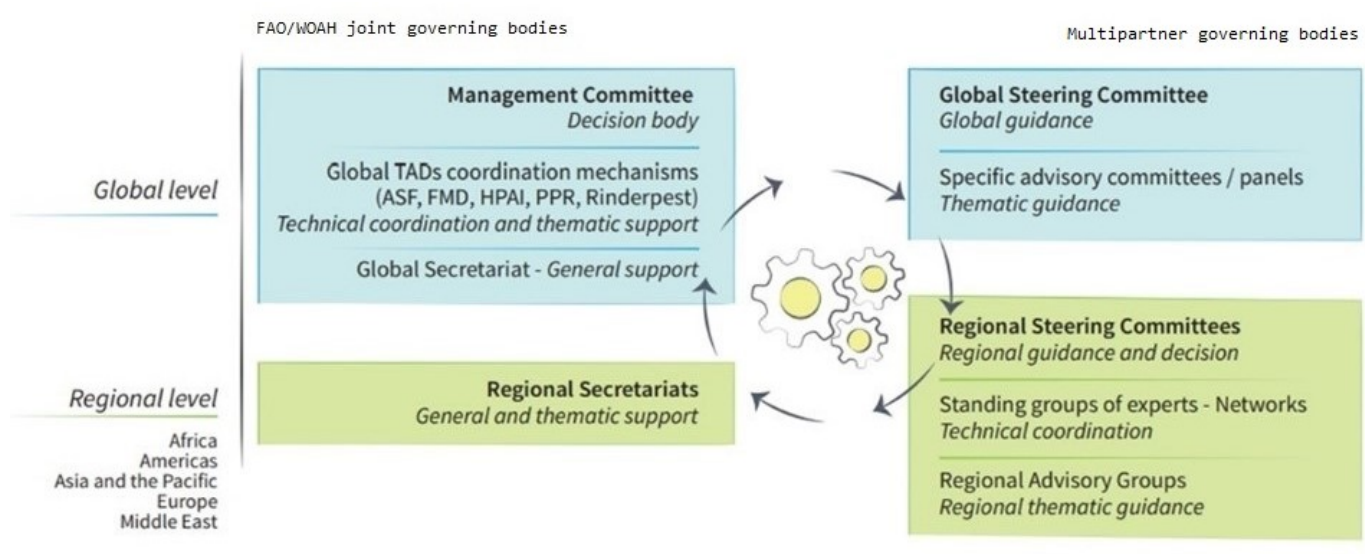 FAO/WOAH joint governing bodies
Multipartner governing bodies
Global level
Management Committee
Decision body
Global TADs coordination mechanisms
(ASF, FMD, HPAI, PPR, Rinderpest)
Technical coordination and thematic support
Global Secretariat - General support
Global Steering Committee
Global guidance
Specific advisory committees / panels
Thematic guidance
Regional level
Africa
Americas
Asia and the Pacific
Europe
Middle East
Regional Secretariats
General and thematic support
Regional Steering Committees
Regional guidance and decision
Standing groups of experts - Networks
Technical coordination
Regional Advisory Groups
Regional thematic guidance